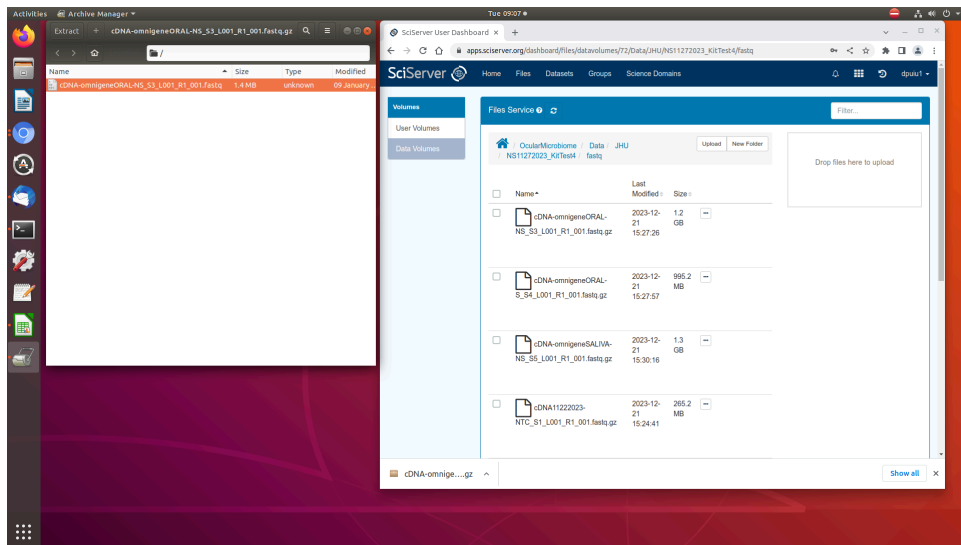 Activities Archive Manager Tue 09:07
Extract + cDNA-omnigeneORAL-NS_S3_L001_R1_001.fastq.gz
/
Name Size Type Modified
cDNA-omnigeneORAL-NS_S3_L001_R1_001.fastq 1.4 MB unknown 09 January ...
SciServer User Dashboard × +
apps.sciserver.org/dashboard/files/datavolumes/72/Data/JHU/NS11272023_KitTest4/fastq
SciServer Home Files Datasets Groups Science Domains dpuiu1
Volumes
User Volumes
Data Volumes
Files Service
Filter...
/ OcularMicrobiome / Data / JHU
/ NS11272023_KitTest4 / fastq
Upload New Folder
Drop files here to upload
Name
Last
Modified
Size
cDNA-omnigeneORAL-
NS_S3_L001_R1_001.fastq.gz
2023-12-
21
15:27:26
1.2
GB
cDNA-omnigeneORAL-
S_S4_L001_R1_001.fastq.gz
2023-12-
21
15:27:57
995.2
MB
cDNA-omnigeneSALIVA-
NS_S5_L001_R1_001.fastq.gz
2023-12-
21
15:30:16
1.3
GB
cDNA11222023-
NTC_S1_L001_R1_001.fastq.gz
2023-12-
21
15:24:41
265.2
MB
cDNA-omnige....gz
Show all